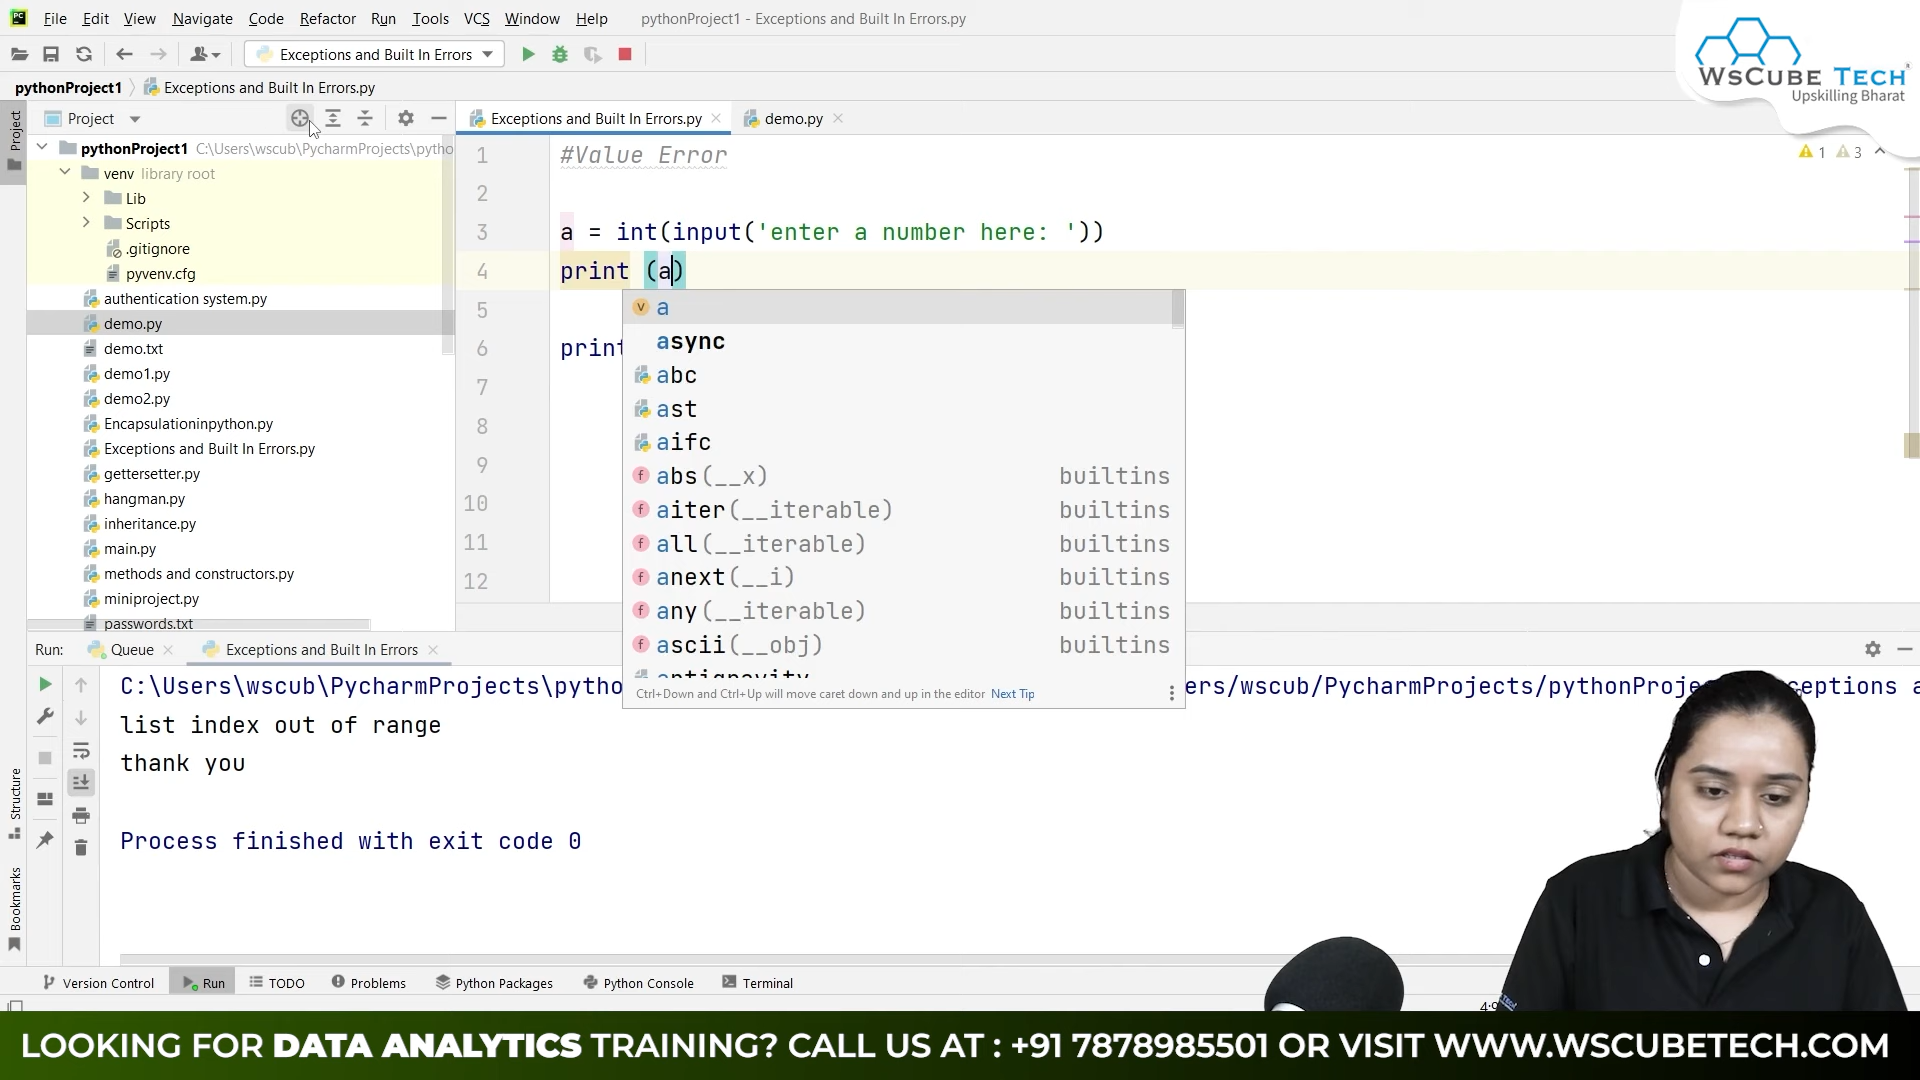 File Edit View Navigate Code Refactor Run Tools VCS Window Help pythonProject1 - Exceptions and Built In Errors.py
Exceptions and Built In Errors
WsCube Tech
Upskilling Bharat
pythonProject1 Exceptions and Built In Errors.py
Project
Exceptions and Built In Errors.py
demo.py
pythonProject1 C:\Users\wscub\PycharmProjects\pytho
venv library root
Lib
Scripts
.gitignore
pyvenv.cfg
authentication system.py
demo.py
demo.txt
demo1.py
demo2.py
Encapsulationinpython.py
Exceptions and Built In Errors.py
gettersetter.py
hangman.py
inheritance.py
main.py
methods and constructors.py
miniproject.py
passwords.txt
Project
Structure
Bookmarks
1 #Value Error
2
3 a = int(input('enter a number here: '))
4 print (a)
5
6 print
7
8
9
10
11
12
1 3
a
async
abc
ast
aifc
abs(__x) builtins
aiter(__iterable) builtins
all(__iterable) builtins
anext(__i) builtins
any(__iterable) builtins
ascii(__obj) builtins
antigravity
Ctrl+Down and Ctrl+Up will move caret down and up in the editor Next Tip
Run: Queue Exceptions and Built In Errors
C:\Users\wscub\PycharmProjects\pytho ers/wscub/PycharmProjects/pythonProje ceptions a
list index out of range
thank you
Process finished with exit code 0
Version Control Run TODO Problems Python Packages Python Console Terminal
LOOKING FOR DATA ANALYTICS TRAINING? CALL US AT : +91 7878985501 OR VISIT WWW.WSCUBETECH.COM